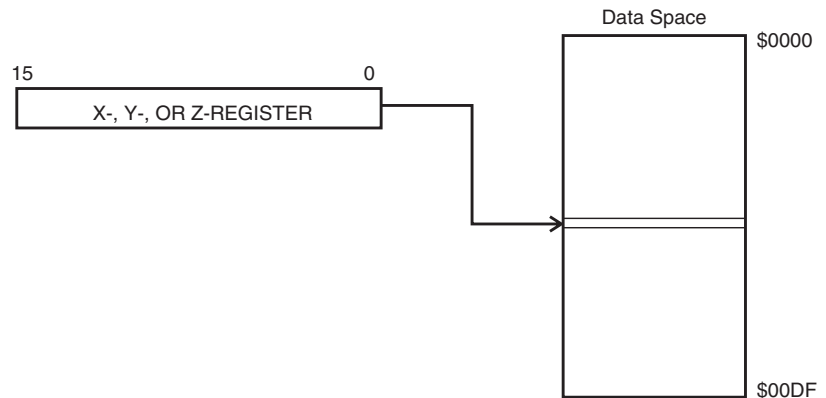 Data Space
$0000
15 0
X-, Y-, OR Z-REGISTER
$00DF